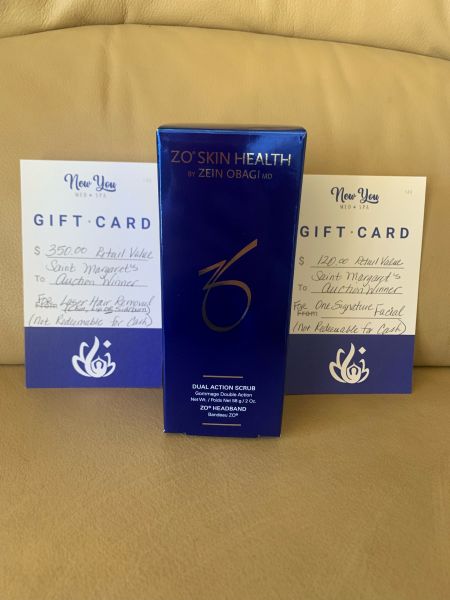 New You
MED + SPA
GIFT · CARD
$ 350.00 Retail Value
Saint Margaret's
To Auction Winner
For Laser Hair Removal
From
(Not Redeemable for Cash)
ZO® SKIN HEALTH
BY ZEIN OBAGI MD
DUAL ACTION SCRUB
Gommage Double Action
Net Wt. / Poids Net 58 g / 2 Oz.
ZO® HEADBAND
Bandeau ZO®
New You
MED + SPA
GIFT · CARD
$ 120.00 Retail Value
Saint Margaret's
To Auction Winner
For One Signature Facial
From
(Not Redeemable for Cash)